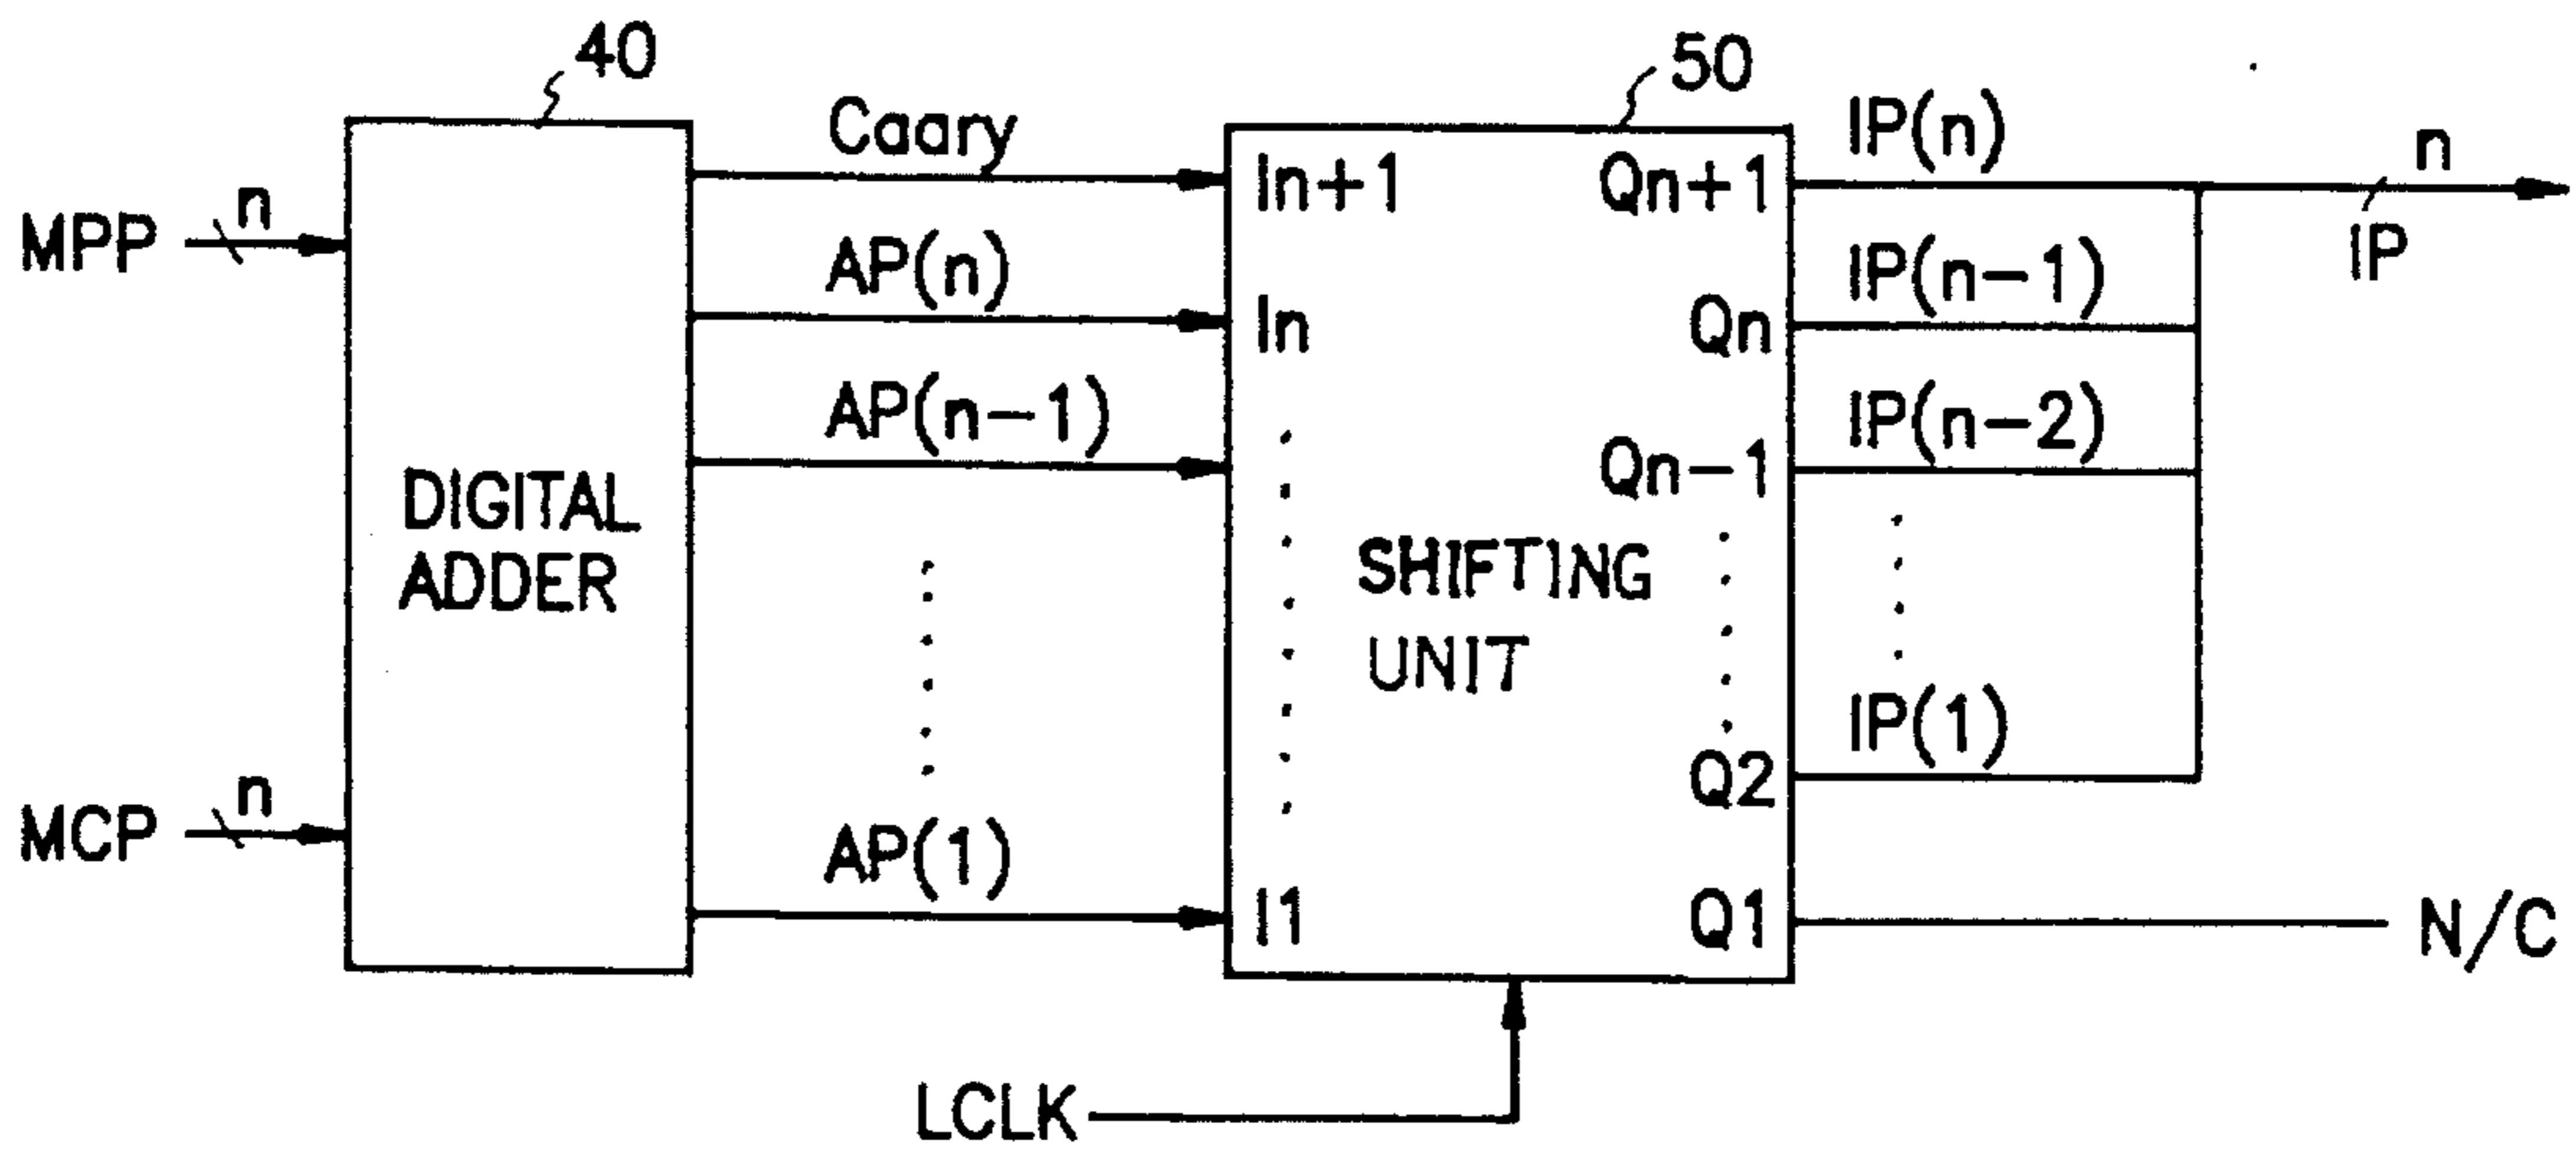 40
50
Caary
IP(n)
n
n
In+1
Qn+1
MPP
AP(n)
IP(n-1)
IP
In
Qn
AP(n-1)
IP(n-2)
Qn-1
DIGITAL
ADDER
SHIFTING
UNIT
IP(1)
Q2
n
MCP
AP(1)
I1
Q1
N/C
LCLK